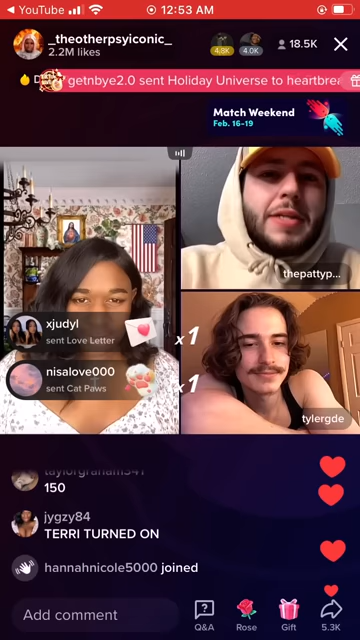 YouTube
12:53 AM
_theotherpsyiconic_
2.2M likes
4.8K
4.0K
18.5K
getnbye2.0 sent Holiday Universe to heartbrea
Match Weekend
Feb. 16-19
thepattyp...
xjudyl
sent Love Letter
x1
nisalove000
sent Cat Paws
x1
tylergde
taylorgraham341
150
jygzy84
TERRI TURNED ON
hannahnicole5000 joined
Add comment
Q&A
Rose
Gift
5.3K